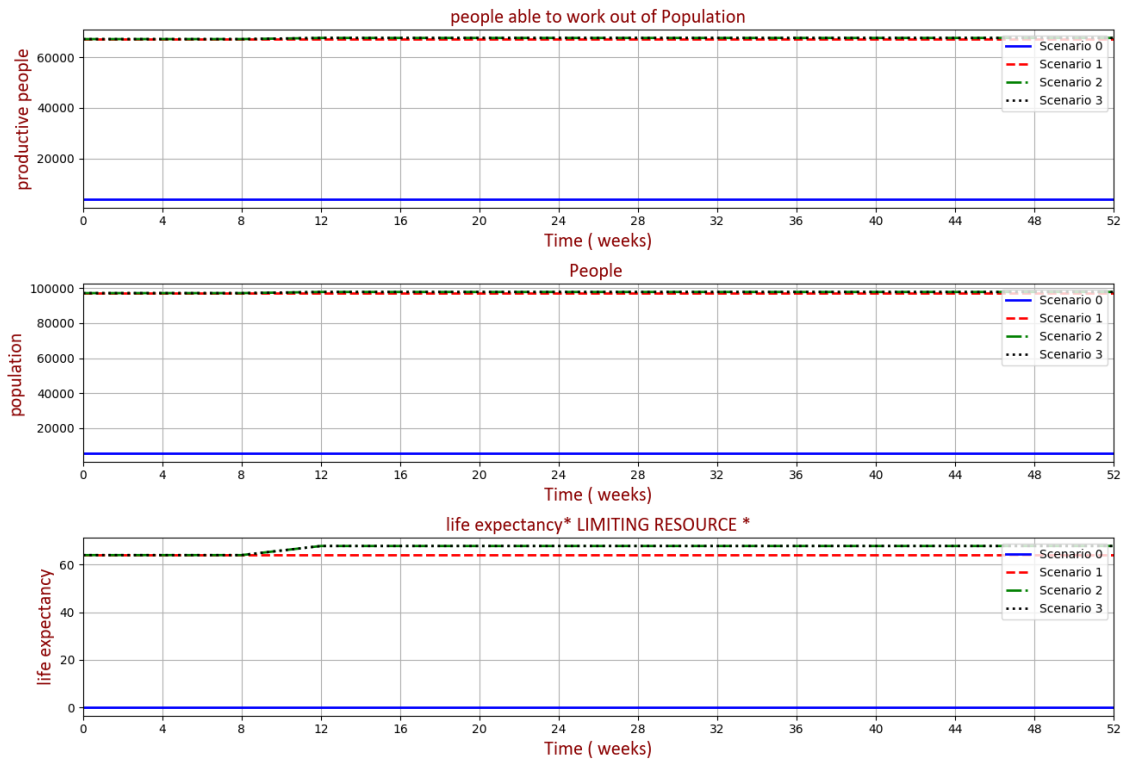 people able to work out of Population
productive people
60000
40000
20000
Scenario 0
Scenario 1
Scenario 2
Scenario 3
0 4 8 12 16 20 24 28 32 36 40 44 48 52
Time ( weeks)
People
population
100000
80000
60000
40000
20000
Scenario 0
Scenario 1
Scenario 2
Scenario 3
0 4 8 12 16 20 24 28 32 36 40 44 48 52
Time ( weeks)
life expectancy* LIMITING RESOURCE *
life expectancy
60
40
20
0
Scenario 0
Scenario 1
Scenario 2
Scenario 3
0 4 8 12 16 20 24 28 32 36 40 44 48 52
Time ( weeks)